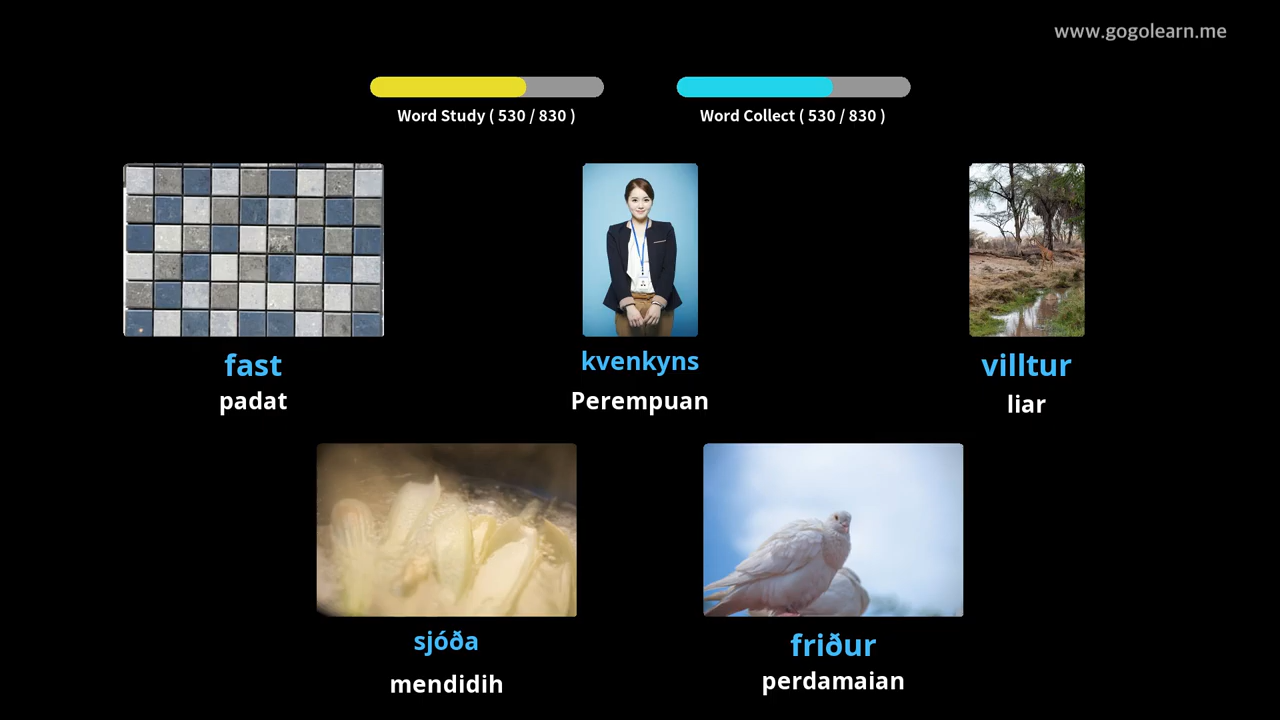 www.gogolearn.me
Word Study ( 530 / 830 )
Word Collect ( 530 / 830 )
fast
padat
kvenkyns
Perempuan
villtur
liar
sjóða
mendidih
friður
perdamaian